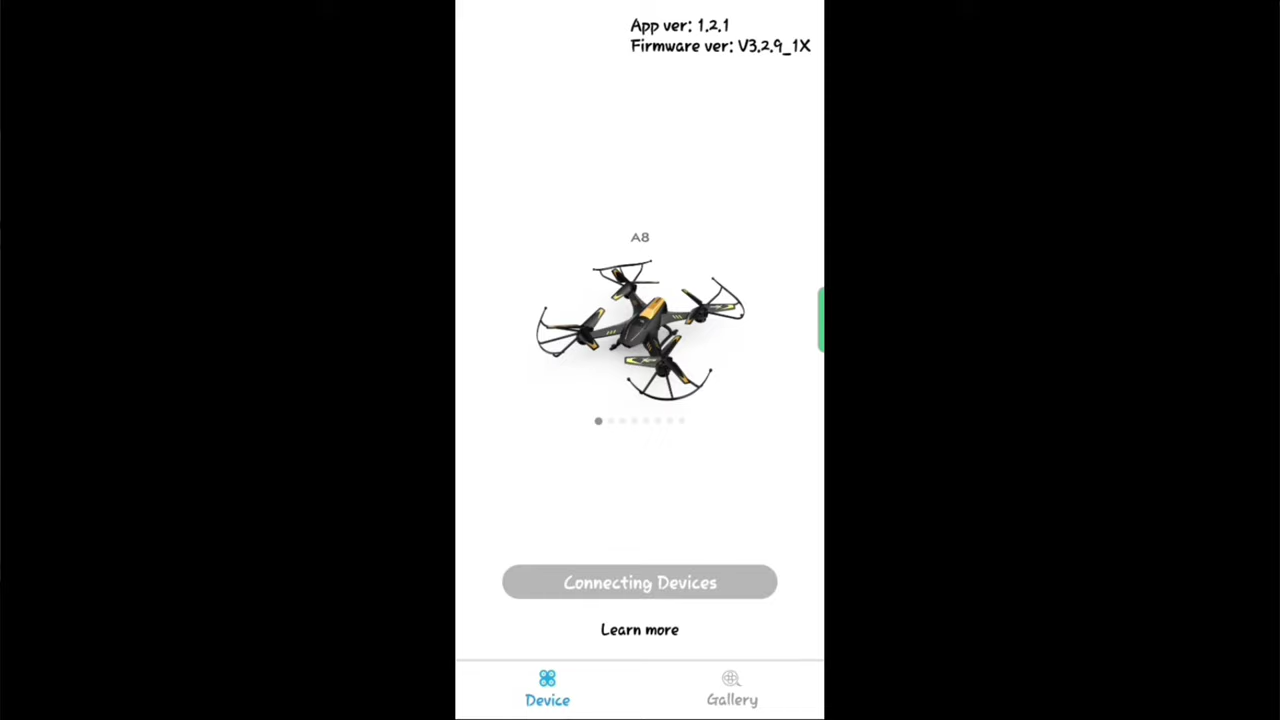 App ver: 1.2.1
Firmware ver: V3.2.9_1X
A8
Connecting Devices
Learn more
Device
Gallery